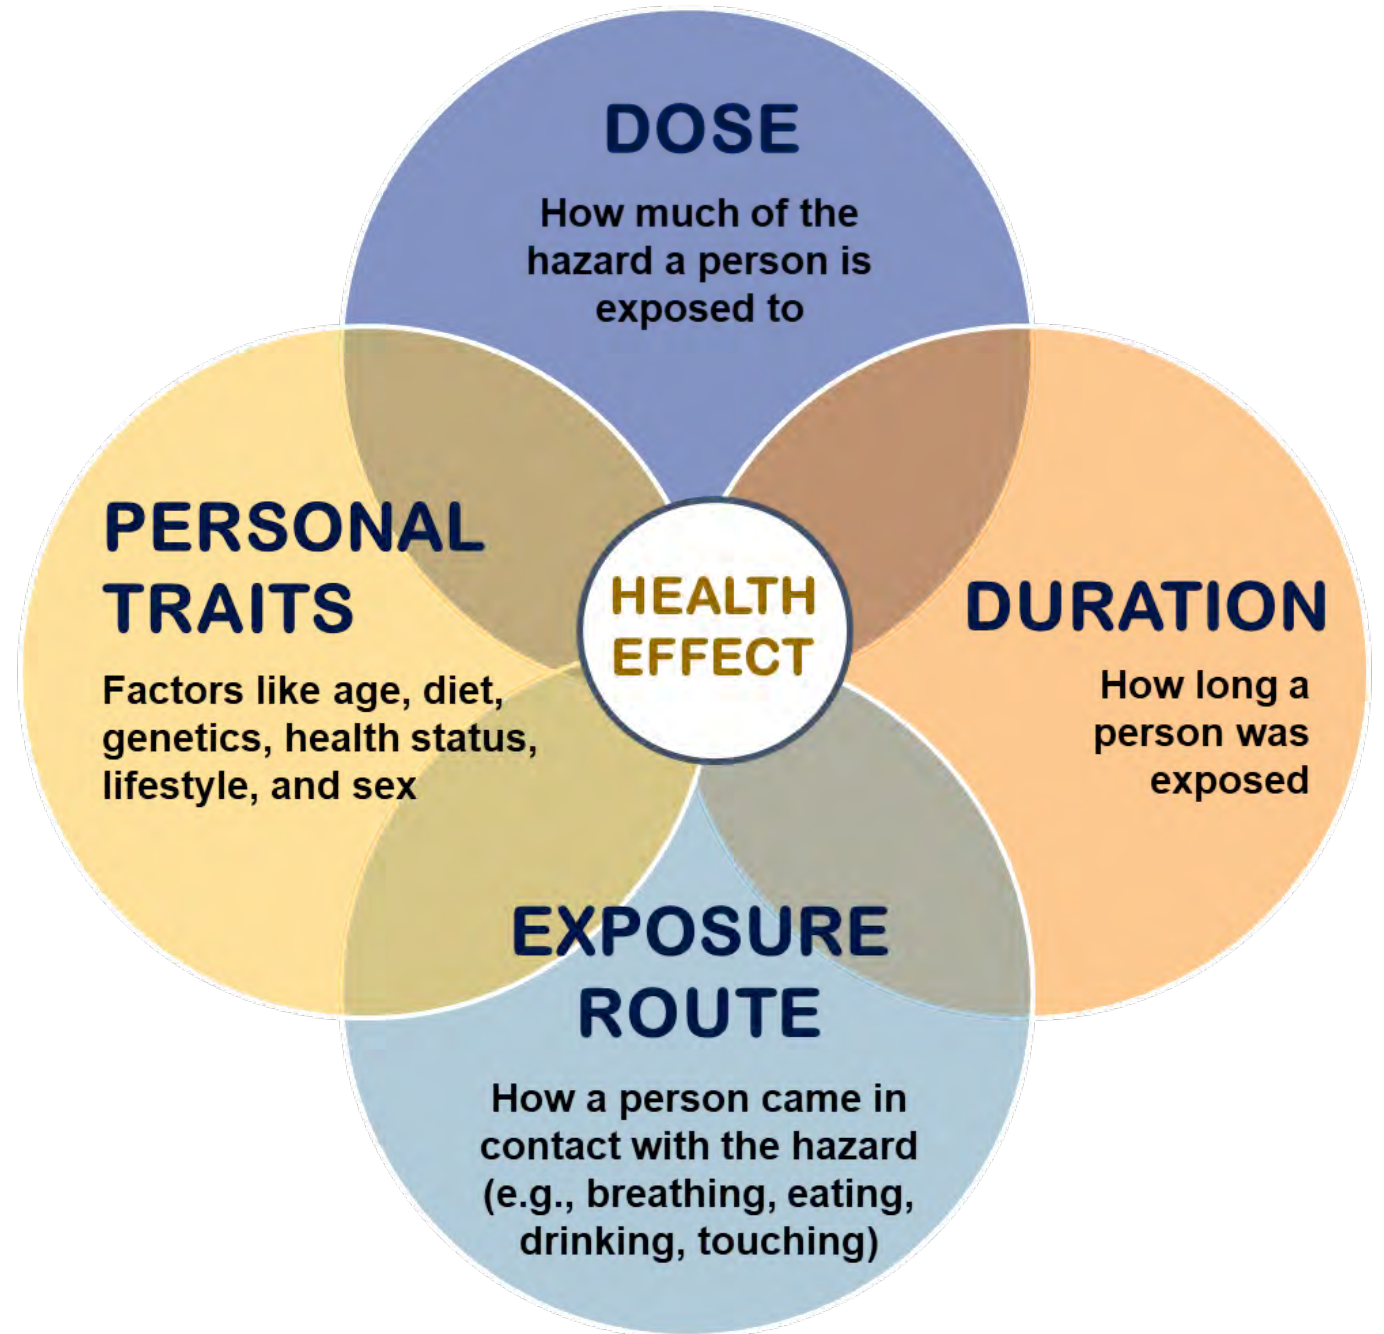 DOSE
How much of the
hazard a person is
exposed to
PERSONAL
TRAITS
Factors like age, diet,
genetics, health status,
lifestyle, and sex
HEALTH
EFFECT
DURATION
How long a
person was
exposed
EXPOSURE
ROUTE
How a person came in
contact with the hazard
(e.g., breathing, eating,
drinking, touching)